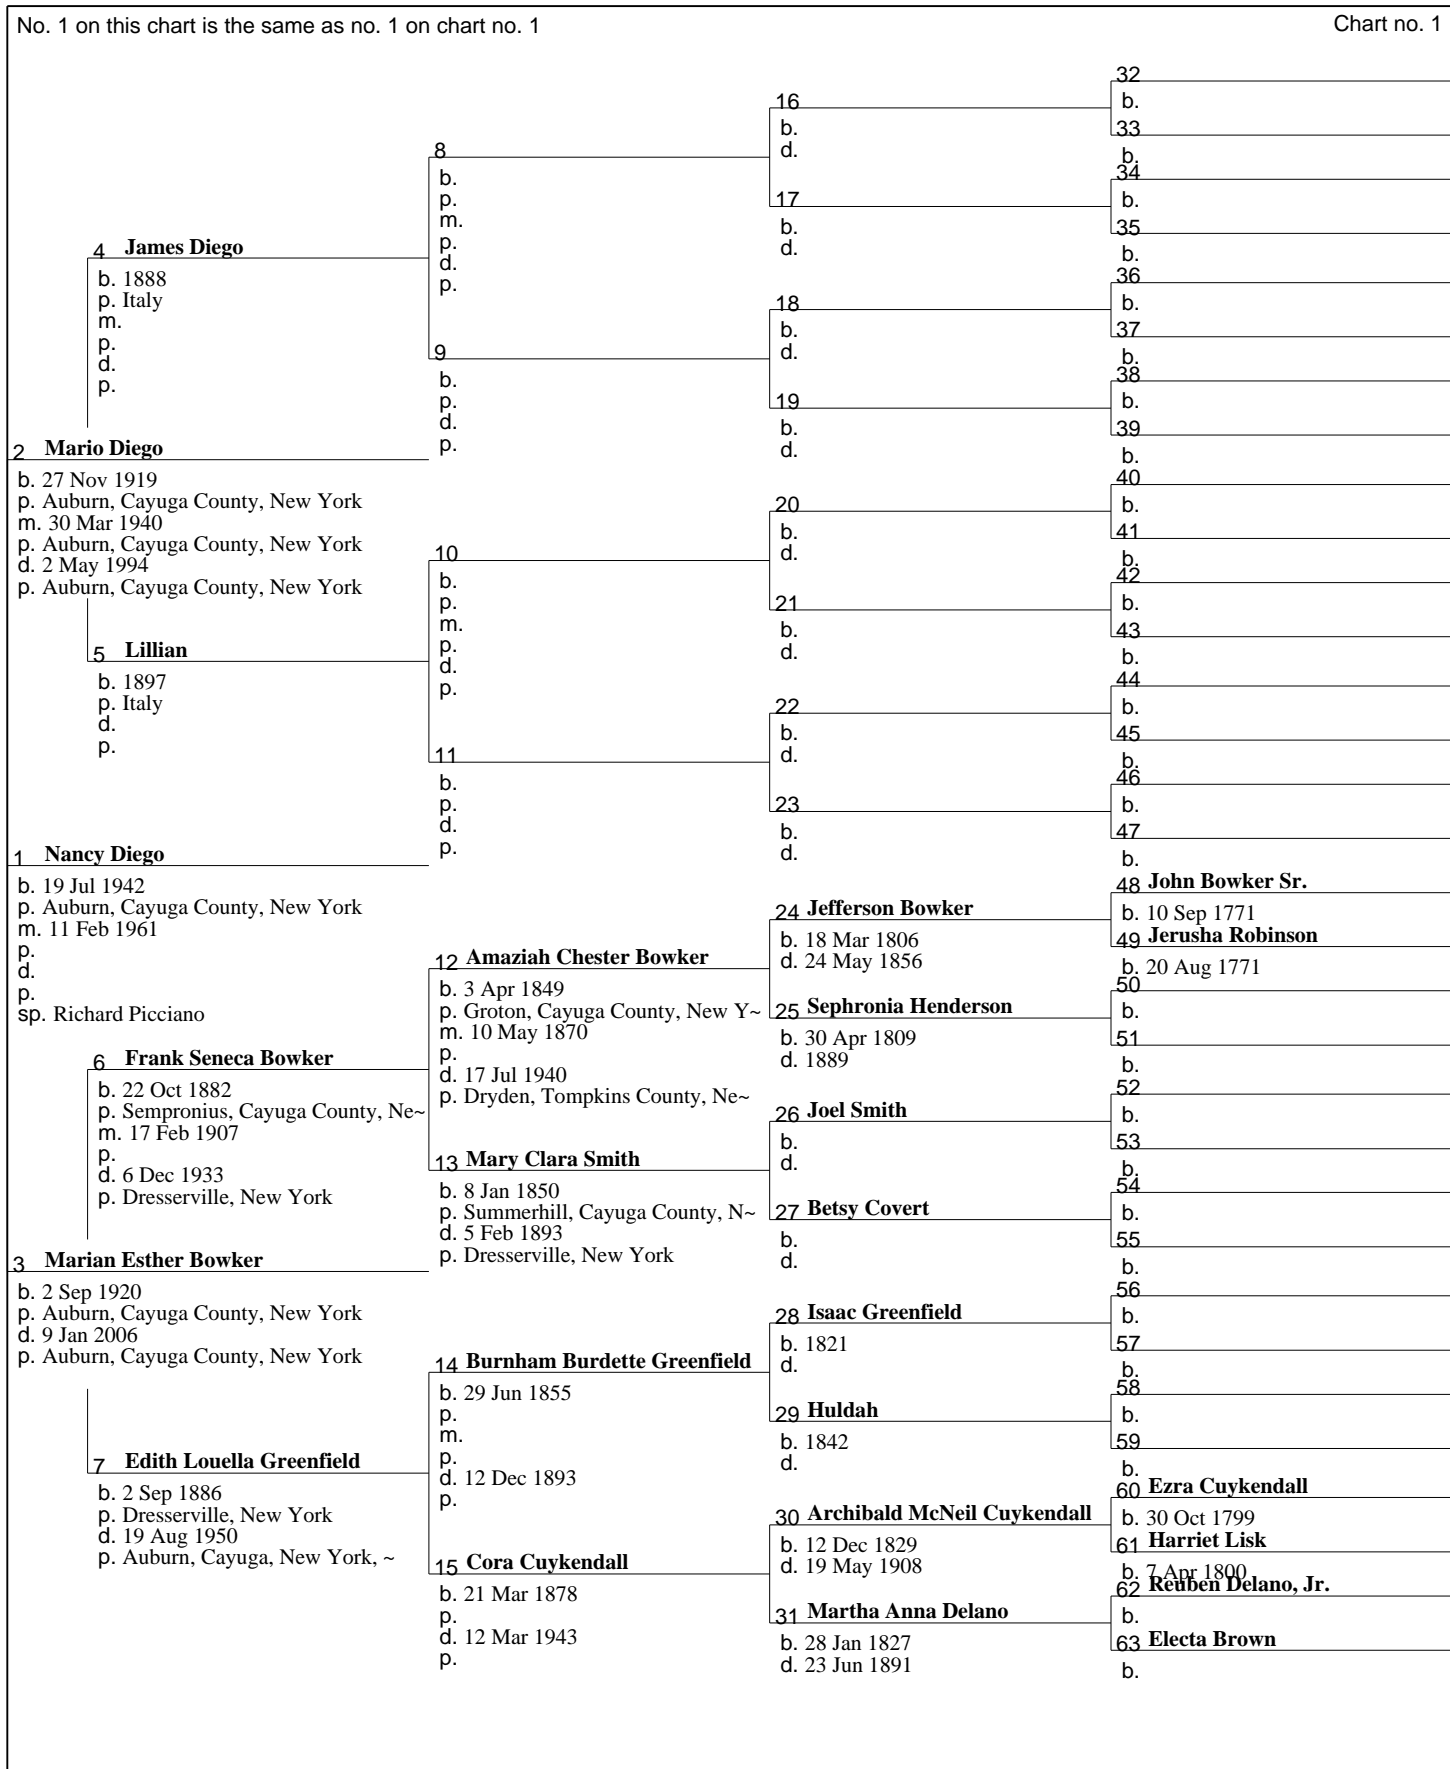 No. 1 on this chart is the same as no. 1 on chart no. 1
Chart no. 1
1 Nancy Diego
b. 19 Jul 1942
p. Auburn, Cayuga County, New York
m. 11 Feb 1961
p.
d.
p.
sp. Richard Picciano
2 Mario Diego
b. 27 Nov 1919
p. Auburn, Cayuga County, New York
m. 30 Mar 1940
p. Auburn, Cayuga County, New York
d. 2 May 1994
p. Auburn, Cayuga County, New York
3 Marian Esther Bowker
b. 2 Sep 1920
p. Auburn, Cayuga County, New York
d. 9 Jan 2006
p. Auburn, Cayuga County, New York
4 James Diego
b. 1888
p. Italy
m.
p.
d.
p.
5 Lillian
b. 1897
p. Italy
d.
p.
6 Frank Seneca Bowker
b. 22 Oct 1882
p. Sempronius, Cayuga County, Ne~
m. 17 Feb 1907
p.
d. 6 Dec 1933
p. Dresserville, New York
7 Edith Louella Greenfield
b. 2 Sep 1886
p. Dresserville, New York
d. 19 Aug 1950
p. Auburn, Cayuga, New York, ~
8
b.
p.
m.
p.
d.
p.
9
b.
p.
d.
p.
10
b.
p.
m.
p.
d.
p.
11
b.
p.
d.
p.
12 Amaziah Chester Bowker
b. 3 Apr 1849
p. Groton, Cayuga County, New Y~
m. 10 May 1870
p.
d. 17 Jul 1940
p. Dryden, Tompkins County, Ne~
13 Mary Clara Smith
b. 8 Jan 1850
p. Summerhill, Cayuga County, N~
d. 5 Feb 1893
p. Dresserville, New York
14 Burnham Burdette Greenfield
b. 29 Jun 1855
p.
m.
p.
d. 12 Dec 1893
p.
15 Cora Cuykendall
b. 21 Mar 1878
p.
d. 12 Mar 1943
p.
16
b.
d.
17
b.
d.
18
b.
d.
19
b.
d.
20
b.
d.
21
b.
d.
22
b.
d.
23
b.
d.
24 Jefferson Bowker
b. 18 Mar 1806
d. 24 May 1856
25 Sephronia Henderson
b. 30 Apr 1809
d. 1889
26 Joel Smith
b.
d.
27 Betsy Covert
b.
d.
28 Isaac Greenfield
b. 1821
d.
29 Huldah
b. 1842
d.
30 Archibald McNeil Cuykendall
b. 12 Dec 1829
d. 19 May 1908
31 Martha Anna Delano
b. 28 Jan 1827
d. 23 Jun 1891
32
b.
33
b.
34
b.
35
b.
36
b.
37
b.
38
b.
39
b.
40
b.
41
b.
42
b.
43
b.
44
b.
45
b.
46
b.
47
b.
48 John Bowker Sr.
b. 10 Sep 1771
49 Jerusha Robinson
b. 20 Aug 1771
50
b.
51
b.
52
b.
53
b.
54
b.
55
b.
56
b.
57
b.
58
b.
59
b.
60 Ezra Cuykendall
b. 30 Oct 1799
61 Harriet Lisk
b. 7 Apr 1800
62 Reuben Delano, Jr.
b.
63 Electa Brown
b.